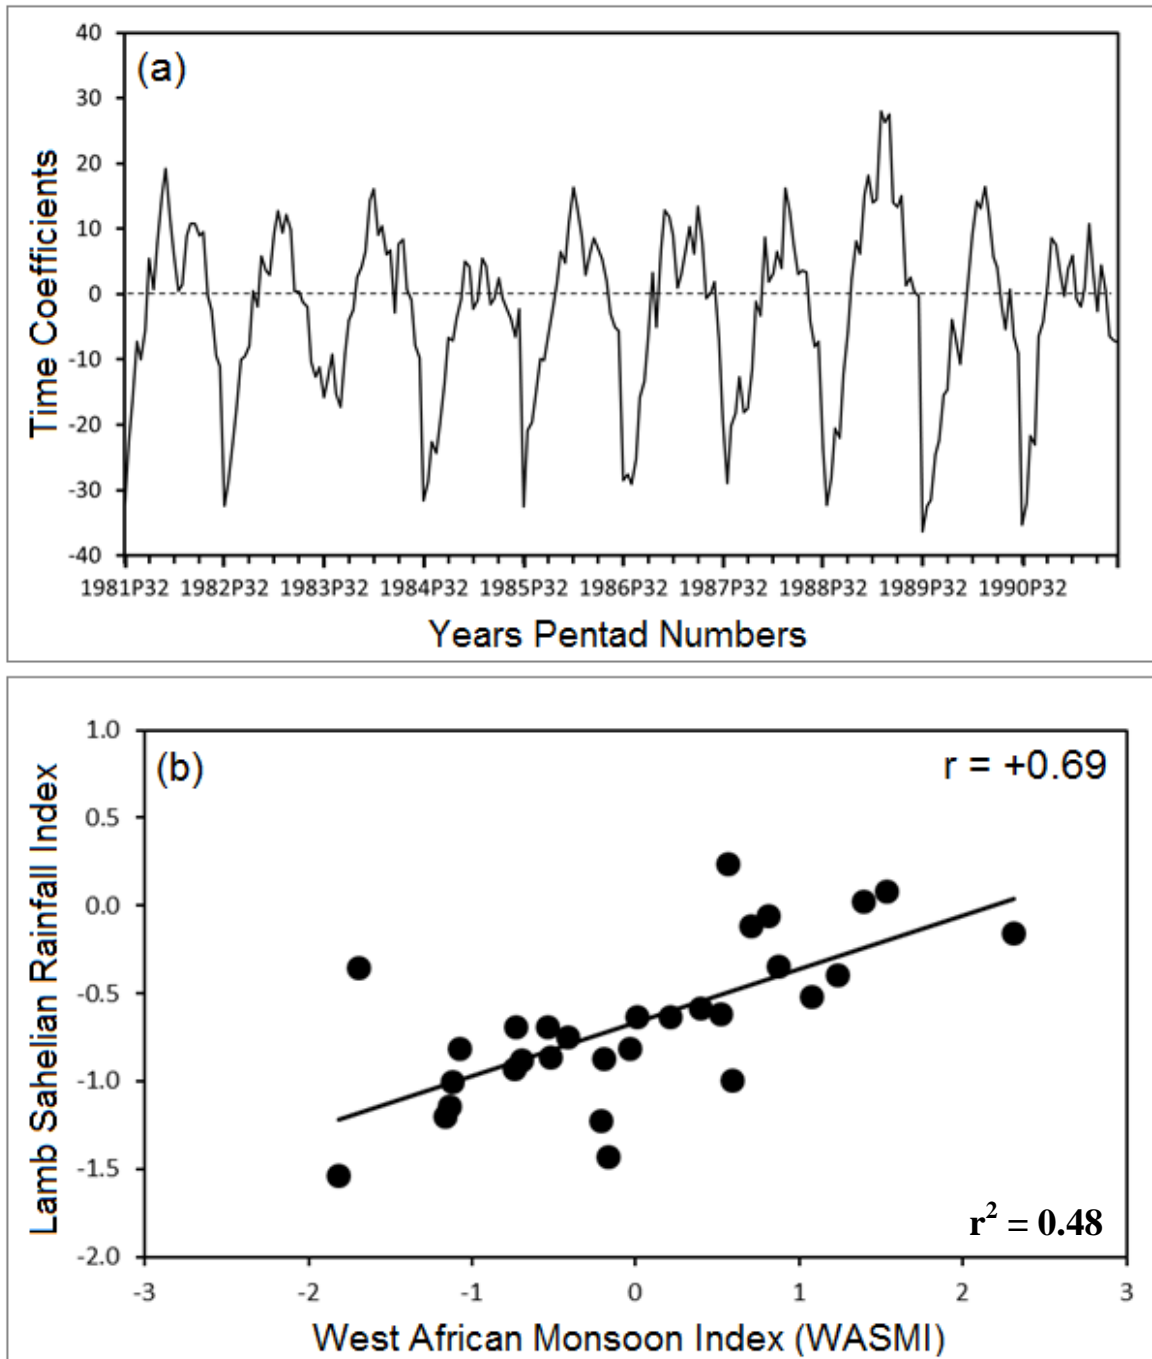 (a)
Time Coefficients
40
30
20
10
0
-10
-20
-30
-40
1981P32 1982P32 1983P32 1984P32 1985P32 1986P32 1987P32 1988P32 1989P32 1990P32
Years Pentad Numbers
(b)
r = +0.69
Lamb Sahelian Rainfall Index
1.0
0.5
0.0
-0.5
-1.0
-1.5
-2.0
r² = 0.48
-3 -2 -1 0 1 2 3
West African Monsoon Index (WASMI)